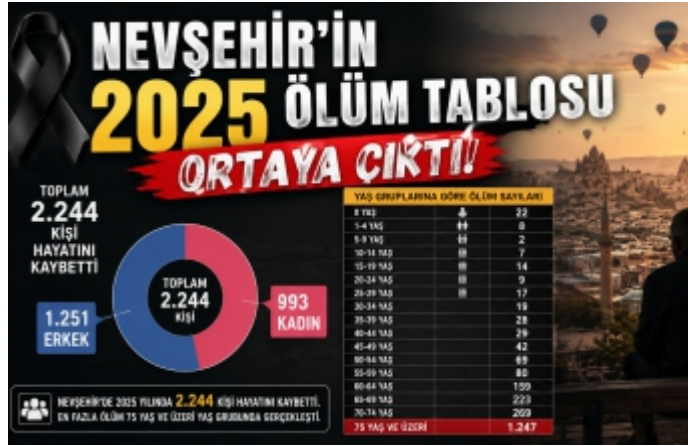 NEVŞEHİR'İN
2025 ÖLÜM TABLOSU
ORTAYA ÇIKTI!
TOPLAM
2.244
KİŞİ
HAYATINI
KAYBETTİ
TOPLAM
2.244
KİŞİ
1.251
ERKEK
993
KADIN
NEVŞEHİR'DE 2025 YILINDA 2.244 KİŞİ HAYATINI KAYBETTİ.
EN FAZLA ÖLÜM 75 YAŞ VE ÜZERİ YAŞ GRUBUNDA GERÇEKLEŞTİ.
YAŞ GRUPLARINA GÖRE ÖLÜM SAYILARI
0 YAŞ 22
1-4 YAŞ 8
5-9 YAŞ 2
10-14 YAŞ 7
15-19 YAŞ 14
20-24 YAŞ 9
25-29 YAŞ 17
30-34 YAŞ
35-39 YAŞ 28
40-44 YAŞ 29
45-49 YAŞ 42
50-54 YAŞ 69
55-59 YAŞ 80
60-64 YAŞ 159
65-69 YAŞ 223
70-74 YAŞ 269
75 YAŞ VE ÜZERİ 1.247